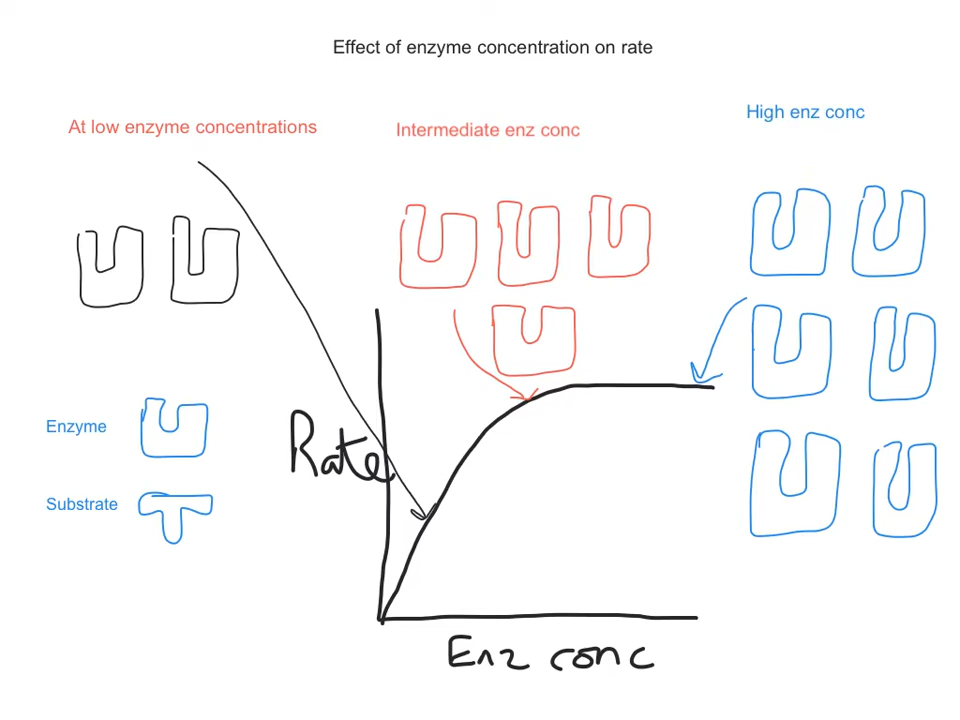 Effect of enzyme concentration on rate
At low enzyme concentrations
Intermediate enz conc
High enz conc
Enzyme
Substrate
Rate
Enz conc